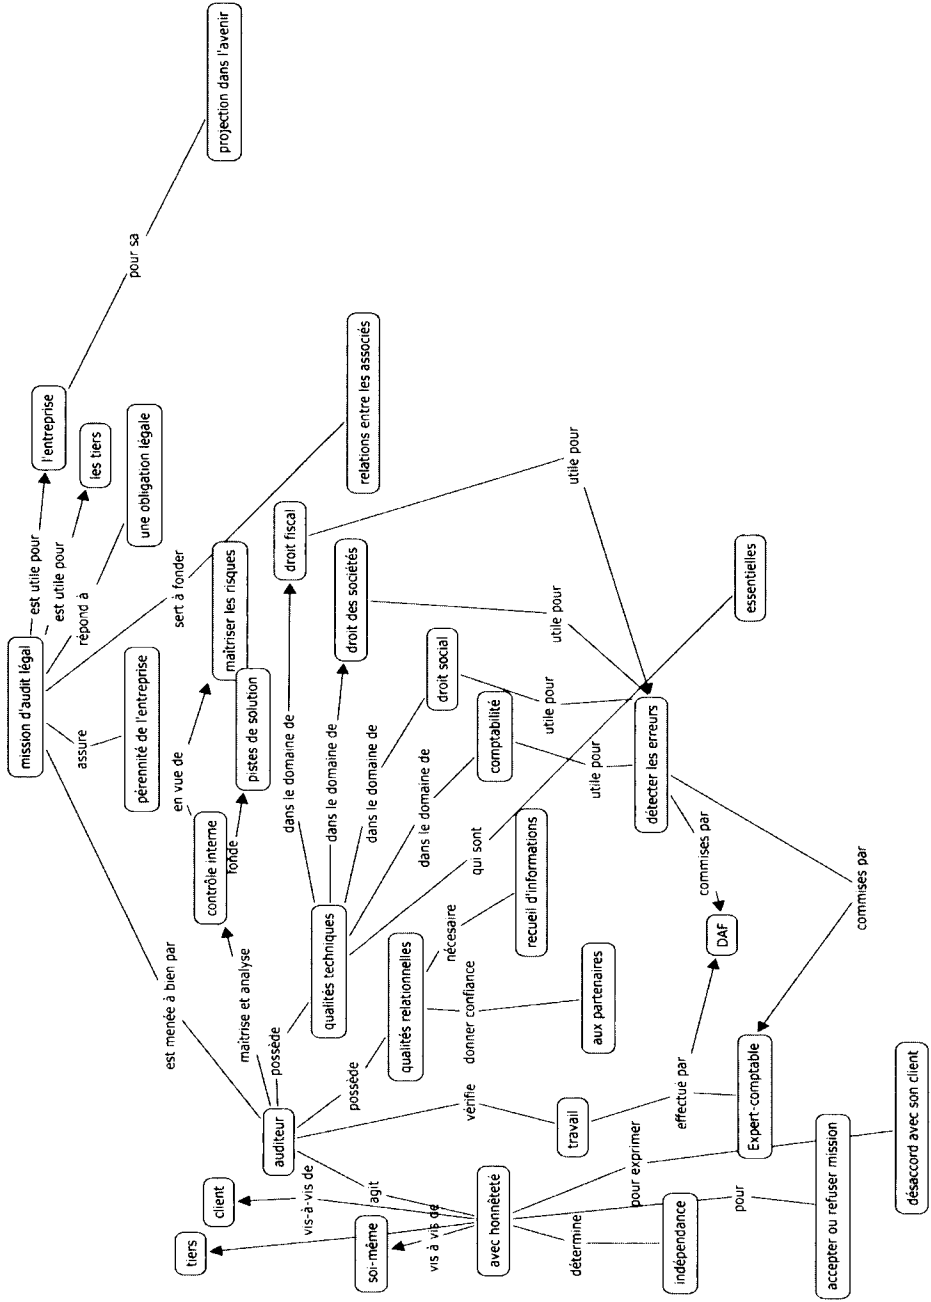 mission d'audit légal
est utile pour
l'entreprise
pour sa
projection dans l'avenir
est utile pour
les tiers
répond à
une obligation légale
sert à fonder
relations entre les associés
assure
pérennité de l'entreprise
est menée à bien par
auditeur
maîtrise et analyse
contrôle interne
en vue de
maîtriser les risques
fonde
pistes de solution
possède
qualités techniques
dans le domaine de
droit fiscal
utile pour
dans le domaine de
droit des sociétés
utile pour
dans le domaine de
droit social
utile pour
dans le domaine de
comptabilité
utile pour
détecter les erreurs
qui sont
essentielles
commises par
DAF
commises par
Expert-comptable
possède
qualités relationnelles
nécesaire
recueil d'informations
donner confiance
aux partenaires
vérifie
travail
effectué par
agit
avec honnêteté
vis-à-vis de
client
tiers
vis à vis de
soi-même
détermine
indépendance
pour
accepter ou refuser mission
pour exprimer
désaccord avec son client